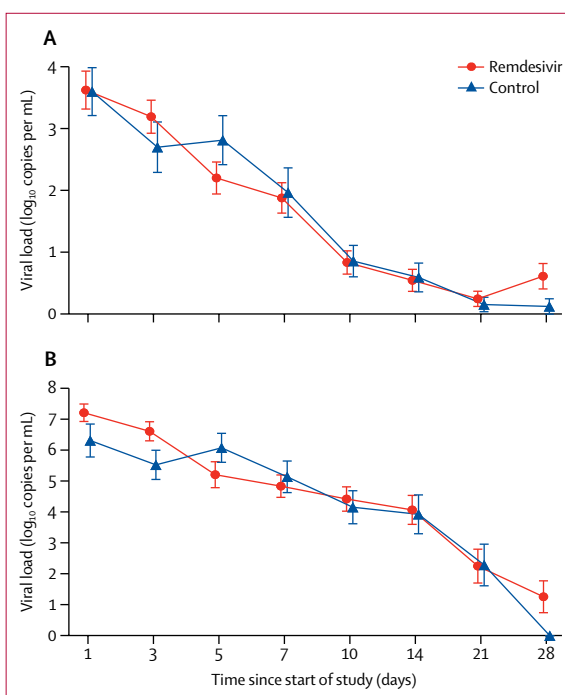 A
Remdesivir
Control
Viral load (log10 copies per mL)
4
3
2
1
0
B
Viral load (log10 copies per mL)
8
7
6
5
4
3
2
1
0
1 3 5 7 10 14 21 28
Time since start of study (days)